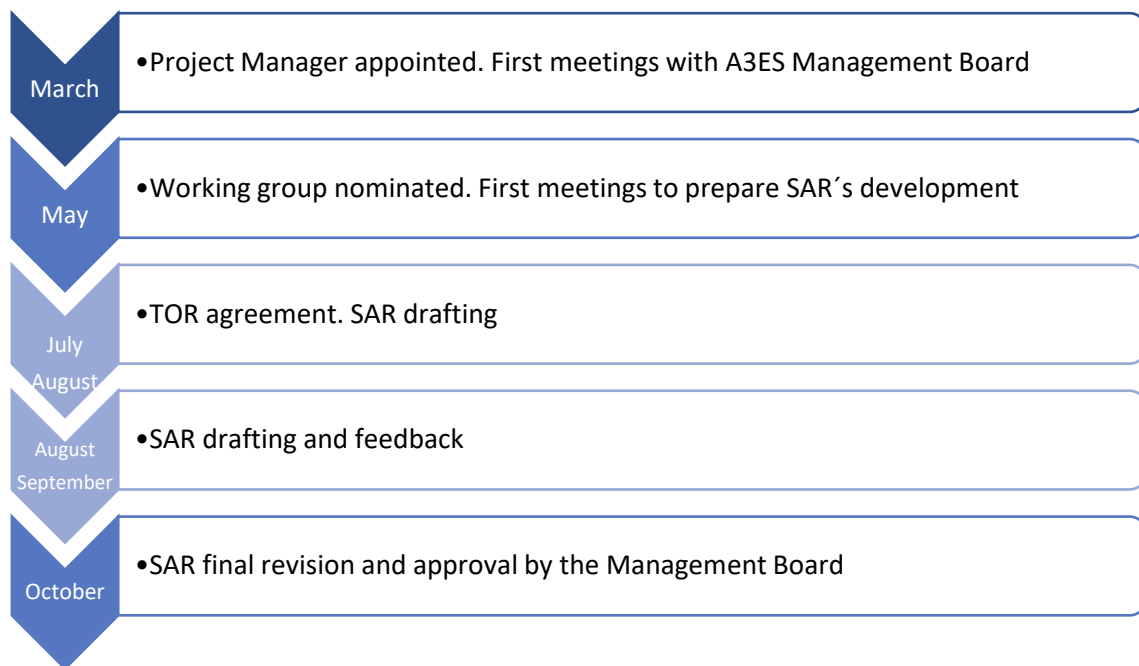 March
•Project Manager appointed. First meetings with A3ES Management Board
May
•Working group nominated. First meetings to prepare SAR´s development
July
August
•TOR agreement. SAR drafting
August
September
•SAR drafting and feedback
October
•SAR final revision and approval by the Management Board